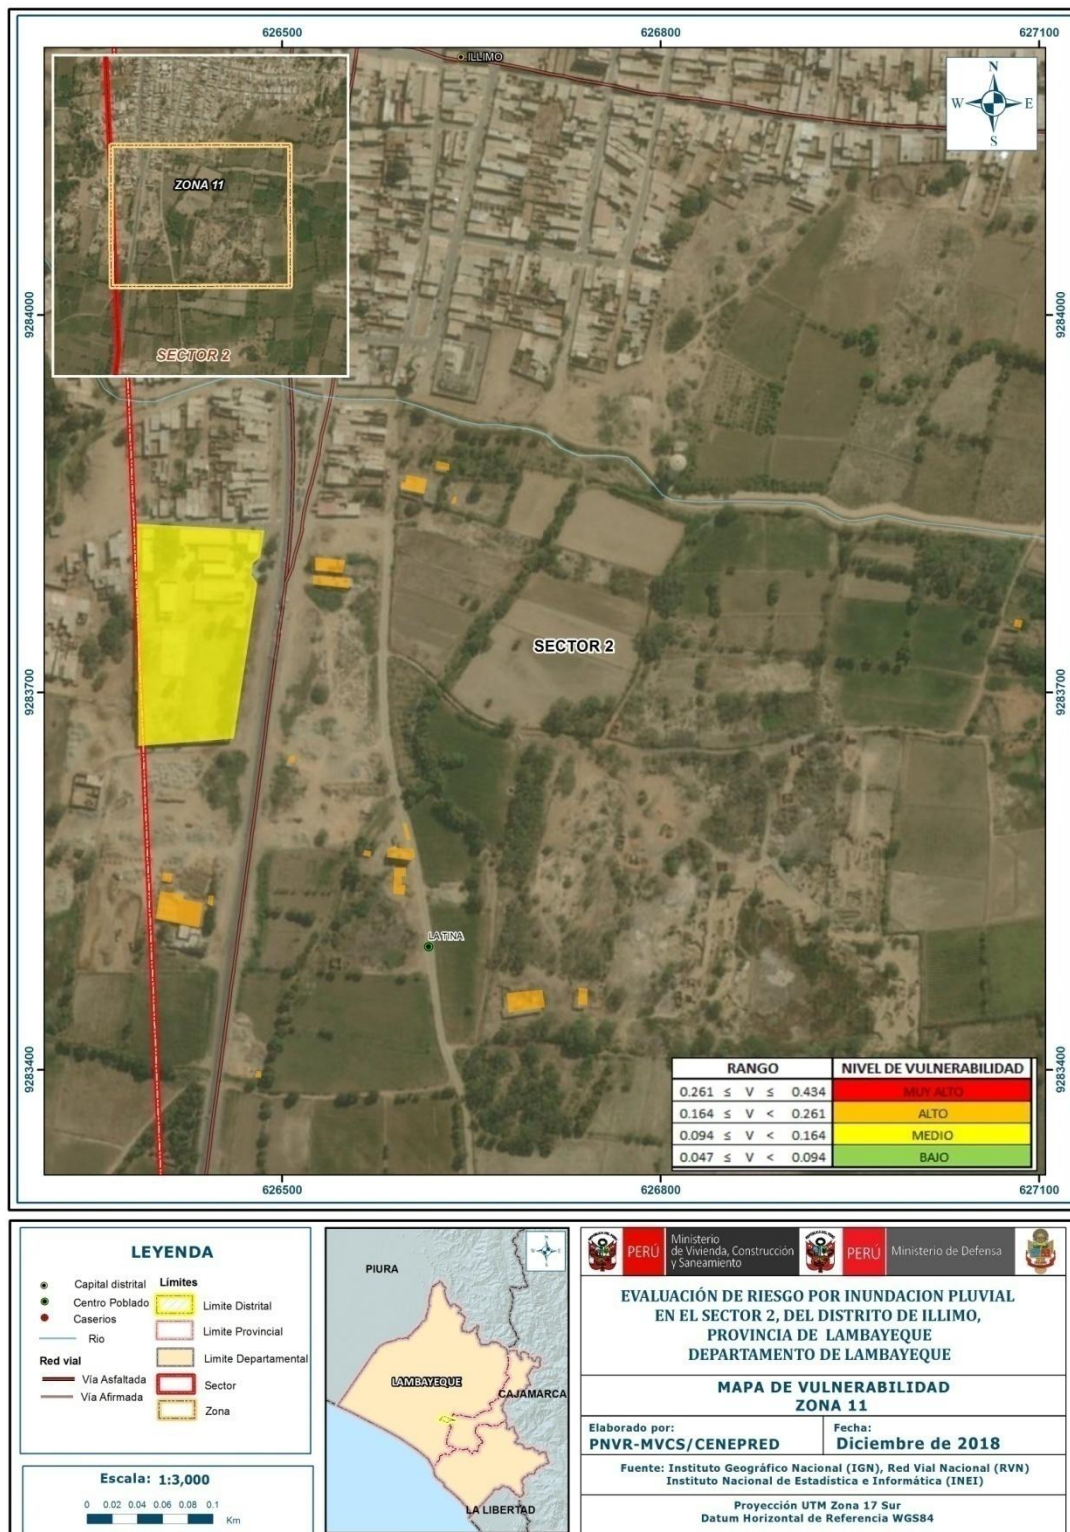 626500
626800
627100
ILLIMO
N
W
E
S
ZONA 11
SECTOR 2
9284000
9284000
SECTOR 2
9283700
9283700
LA TINA
9283400
9283400
RANGO
NIVEL DE VULNERABILIDAD
0.261 ≤ V ≤ 0.434
MUY ALTO
0.164 ≤ V < 0.261
ALTO
0.094 ≤ V < 0.164
MEDIO
0.047 ≤ V < 0.094
BAJO
626500
626800
627100
LEYENDA
Capital distrital
Centro Poblado
Caserios
Rio
Red vial
Vía Asfaltada
Vía Afirmada
Límites
Limite Distrital
Limite Provincial
Limite Departamental
Sector
Zona
Escala: 1:3,000
0 0.02 0.04 0.06 0.08 0.1
Km
PIURA
LAMBAYEQUE
CAJAMARCA
LA LIBERTAD
N
W
E
S
PERÚ
Ministerio
de Vivienda, Construcción
y Saneamiento
PERÚ
Ministerio de Defensa
EVALUACIÓN DE RIESGO POR INUNDACION PLUVIAL
EN EL SECTOR 2, DEL DISTRITO DE ILLIMO,
PROVINCIA DE LAMBAYEQUE
DEPARTAMENTO DE LAMBAYEQUE
MAPA DE VULNERABILIDAD
ZONA 11
Elaborado por:
PNVR-MVCS/CENEPRED
Fecha:
Diciembre de 2018
Fuente: Instituto Geográfico Nacional (IGN), Red Vial Nacional (RVN)
Instituto Nacional de Estadística e Informática (INEI)
Proyección UTM Zona 17 Sur
Datum Horizontal de Referencia WGS84